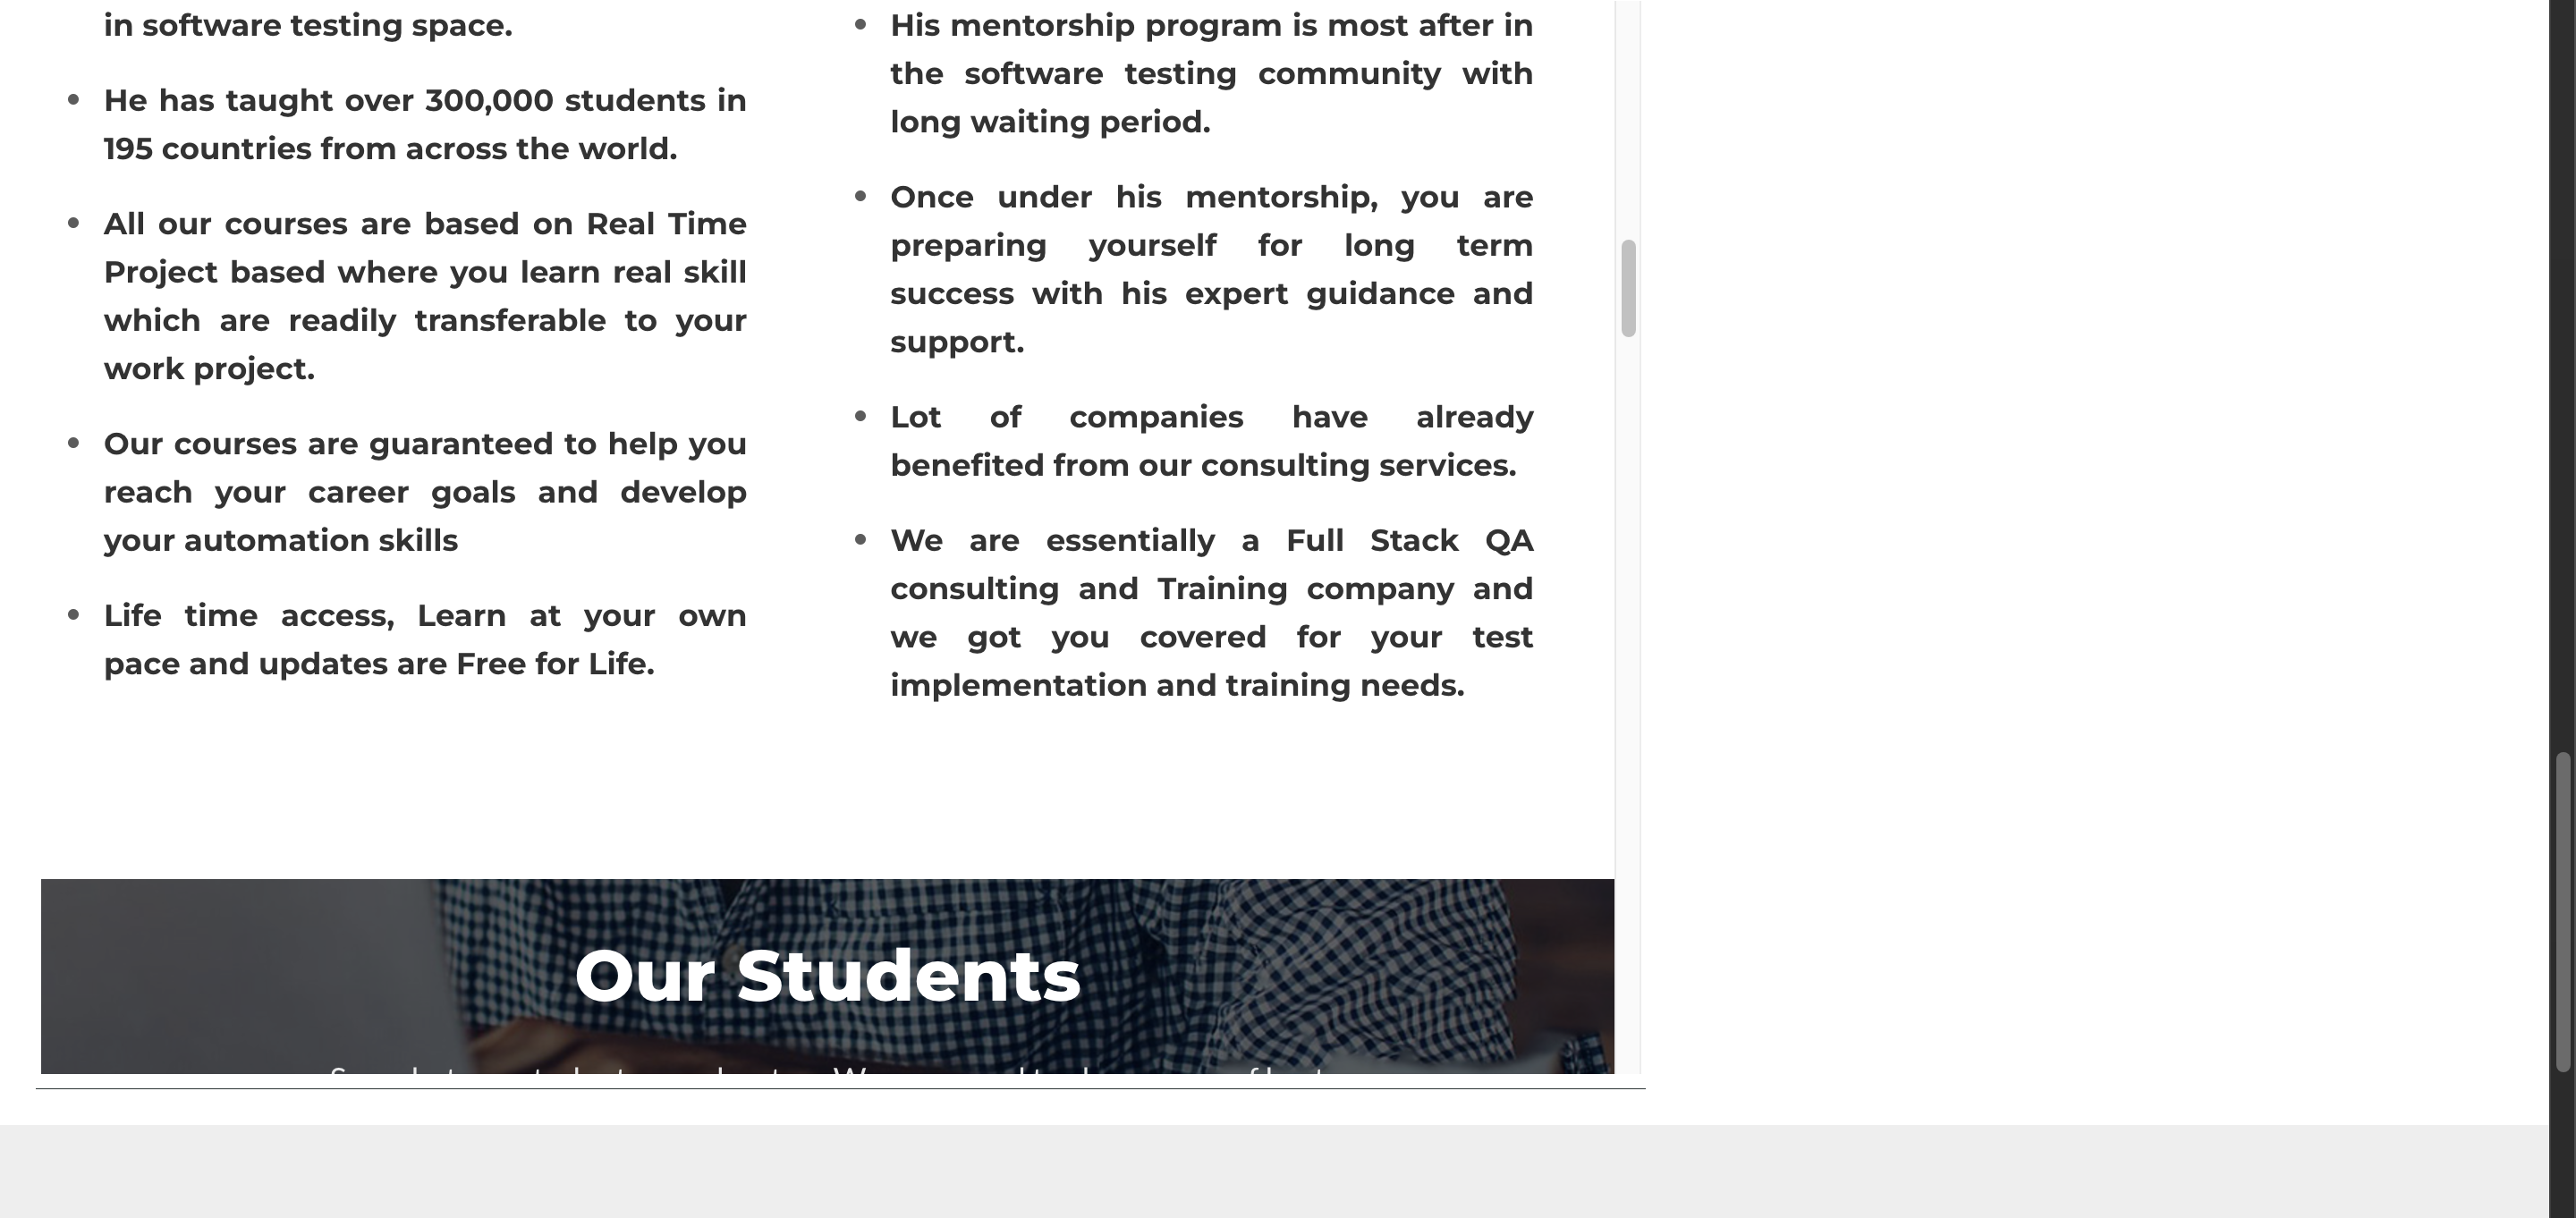 in software testing space.
He has taught over 300,000 students in
195 countries from across the world.
All our courses are based on Real Time
Project based where you learn real skill
which are readily transferable to your
work project.
Our courses are guaranteed to help you
reach your career goals and develop
your automation skills
Life time access, Learn at your own
pace and updates are Free for Life.
His mentorship program is most after in
the software testing community with
long waiting period.
Once under his mentorship, you are
preparing yourself for long term
success with his expert guidance and
support.
Lot of companies have already
benefited from our consulting services.
We are essentially a Full Stack QA
consulting and Training company and
we got you covered for your test
implementation and training needs.
Our Students